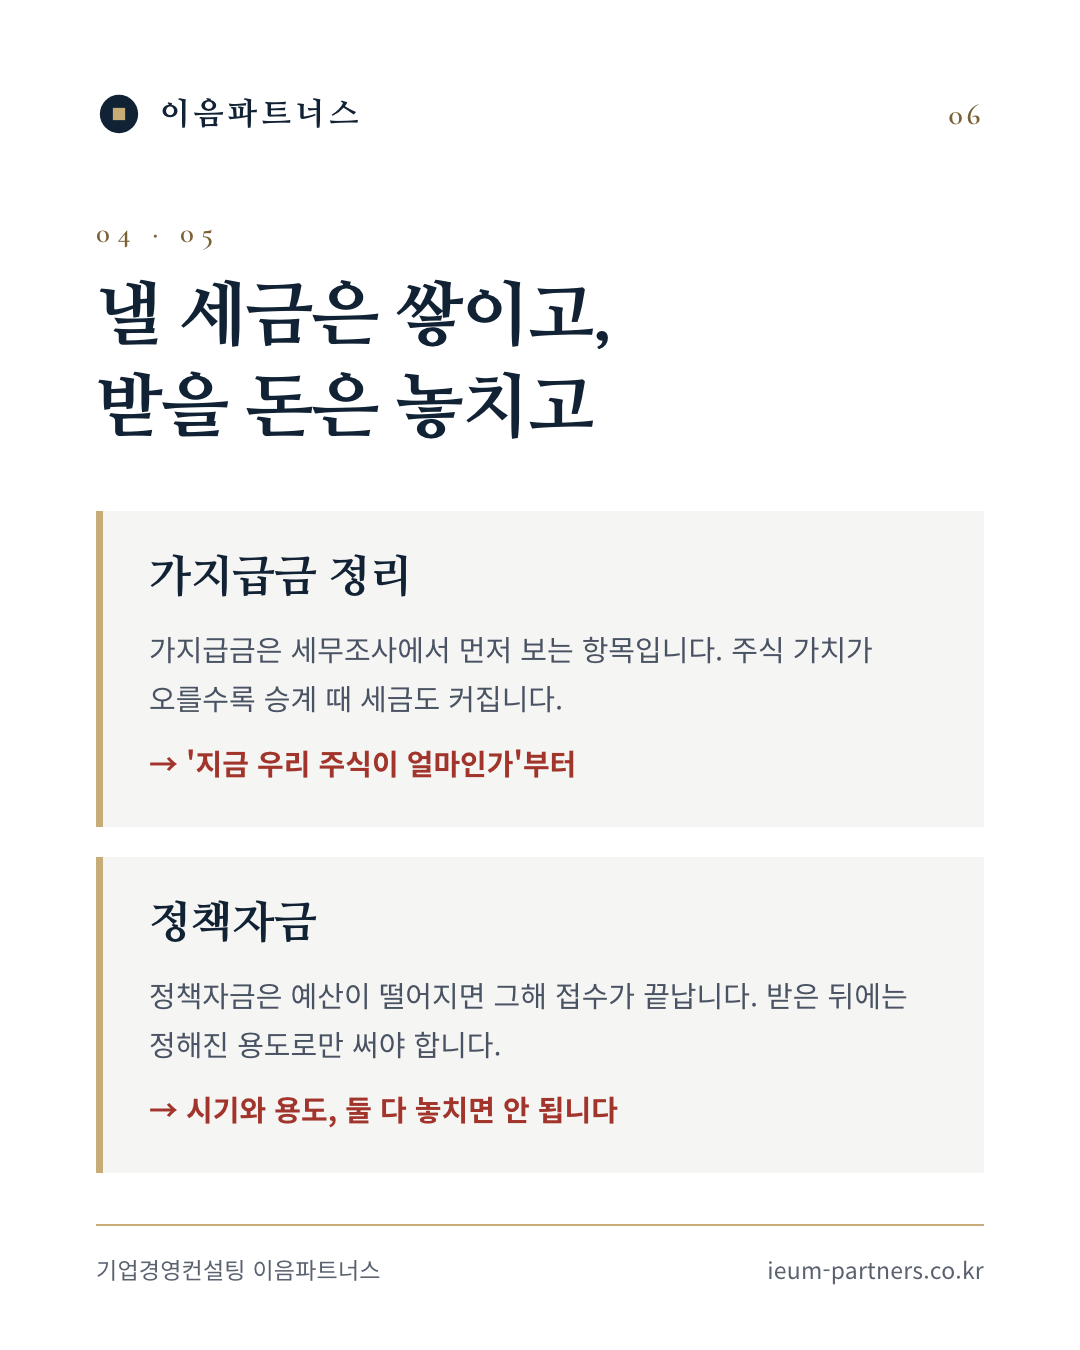 이음파트너스
06
04 · 05
낼 세금은 쌓이고,
받을 돈은 놓치고
가지급금 정리
가지급금은 세무조사에서 먼저 보는 항목입니다. 주식 가치가
오를수록 승계 때 세금도 커집니다.
→ '지금 우리 주식이 얼마인가'부터
정책자금
정책자금은 예산이 떨어지면 그해 접수가 끝납니다. 받은 뒤에는
정해진 용도로만 써야 합니다.
→ 시기와 용도, 둘 다 놓치면 안 됩니다
기업경영컨설팅 이음파트너스
ieum-partners.co.kr